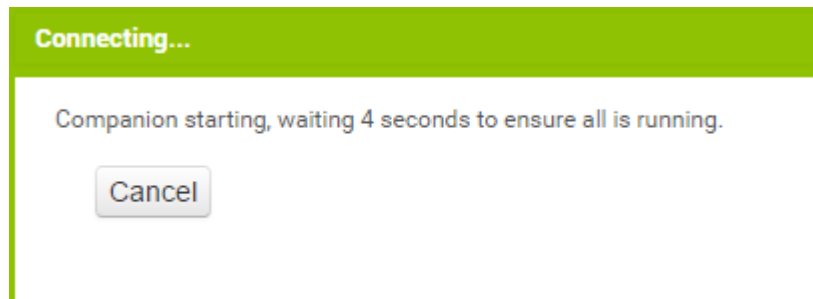 Connecting...
Companion starting, waiting 4 seconds to ensure all is running.
Cancel